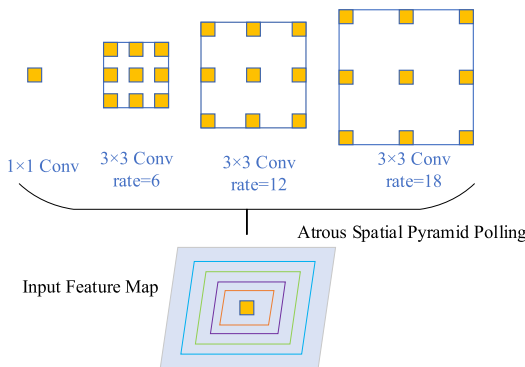 1×1 Conv
3×3 Conv
rate=6
3×3 Conv
rate=12
3×3 Conv
rate=18
Atrous Spatial Pyramid Polling
Input Feature Map